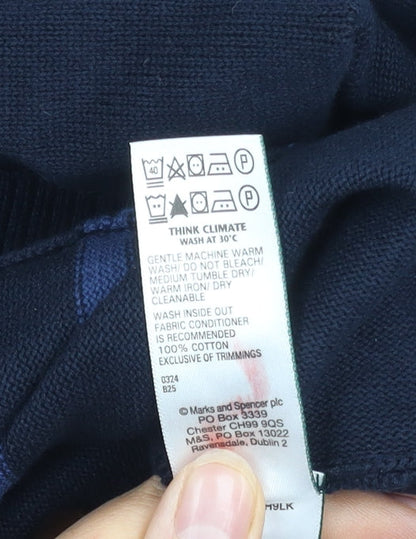 40 P
P
THINK CLIMATE
WASH AT 30°C
GENTLE MACHINE WARM
WASH/ DO NOT BLEACH/
MEDIUM TUMBLE DRY/
WARM IRON/ DRY
CLEANABLE
WASH INSIDE OUT
FABRIC CONDITIONER
IS RECOMMENDED
100% COTTON
EXCLUSIVE OF TRIMMINGS
0324
B25
© Marks and Spencer plc
PO Box 3339
Chester CH99 9QS
M&S, PO Box 13022
Ravensdale, Dublin 2
H9LK